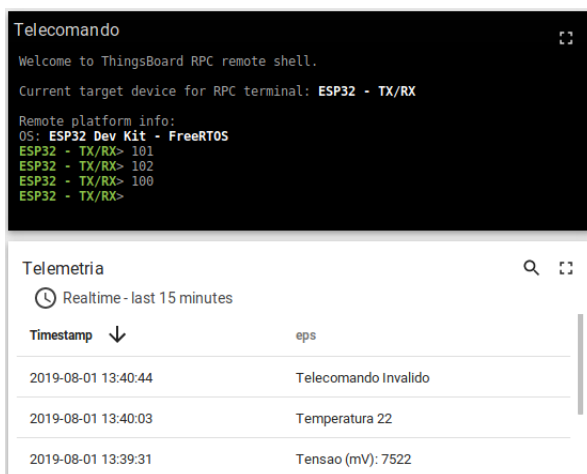 Telecomando
Welcome to ThingsBoard RPC remote shell.
Current target device for RPC terminal: ESP32 - TX/RX
Remote platform info:
OS: ESP32 Dev Kit - FreeRTOS
ESP32 - TX/RX> 101
ESP32 - TX/RX> 102
ESP32 - TX/RX> 100
ESP32 - TX/RX>
Telemetria
Realtime - last 15 minutes
Timestamp eps
2019-08-01 13:40:44 Telecomando Invalido
2019-08-01 13:40:03 Temperatura 22
2019-08-01 13:39:31 Tensao (mV): 7522